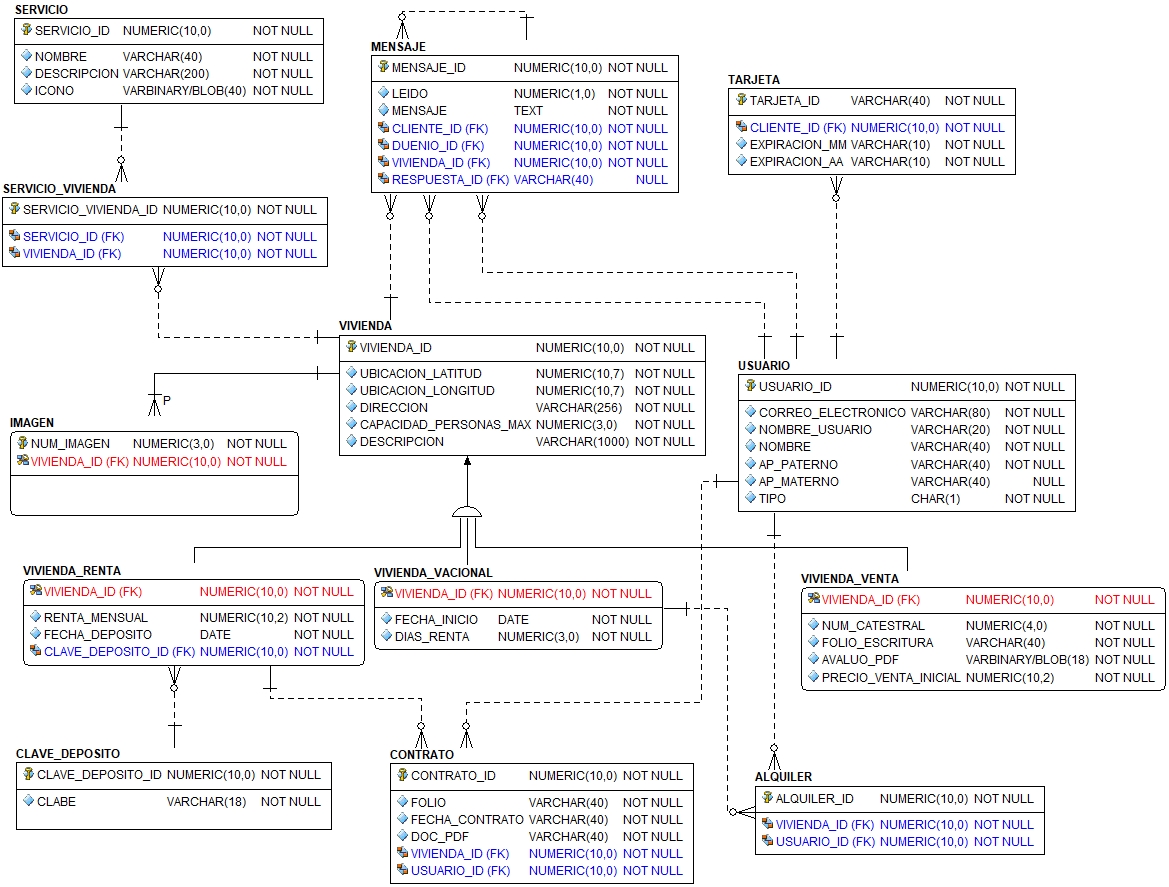 SERVICIO
SERVICIO_ID NUMERIC(10,0) NOT NULL
NOMBRE VARCHAR(40) NOT NULL
DESCRIPCION VARCHAR(200) NOT NULL
ICONO VARBINARY/BLOB(40) NOT NULL
MENSAJE
MENSAJE_ID NUMERIC(10,0) NOT NULL
LEIDO NUMERIC(1,0) NOT NULL
MENSAJE TEXT NOT NULL
CLIENTE_ID (FK) NUMERIC(10,0) NOT NULL
DUENIO_ID (FK) NUMERIC(10,0) NOT NULL
VIVIENDA_ID (FK) NUMERIC(10,0) NOT NULL
RESPUESTA_ID (FK) VARCHAR(40) NULL
TARJETA
TARJETA_ID VARCHAR(40) NOT NULL
CLIENTE_ID (FK) NUMERIC(10,0) NOT NULL
EXPIRACION_MM VARCHAR(10) NOT NULL
EXPIRACION_AA VARCHAR(10) NOT NULL
SERVICIO_VIVIENDA
SERVICIO_VIVIENDA_ID NUMERIC(10,0) NOT NULL
SERVICIO_ID (FK) NUMERIC(10,0) NOT NULL
VIVIENDA_ID (FK) NUMERIC(10,0) NOT NULL
VIVIENDA
VIVIENDA_ID NUMERIC(10,0) NOT NULL
UBICACION_LATITUD NUMERIC(10,7) NOT NULL
UBICACION_LONGITUD NUMERIC(10,7) NOT NULL
DIRECCION VARCHAR(256) NOT NULL
CAPACIDAD_PERSONAS_MAX NUMERIC(3,0) NOT NULL
DESCRIPCION VARCHAR(1000) NOT NULL
USUARIO
USUARIO_ID NUMERIC(10,0) NOT NULL
CORREO_ELECTRONICO VARCHAR(80) NOT NULL
NOMBRE_USUARIO VARCHAR(20) NOT NULL
NOMBRE VARCHAR(40) NOT NULL
AP_PATERNO VARCHAR(40) NOT NULL
AP_MATERNO VARCHAR(40) NULL
TIPO CHAR(1) NOT NULL
P
IMAGEN
NUM_IMAGEN NUMERIC(3,0) NOT NULL
VIVIENDA_ID (FK) NUMERIC(10,0) NOT NULL
VIVIENDA_RENTA
VIVIENDA_ID (FK) NUMERIC(10,0) NOT NULL
RENTA_MENSUAL NUMERIC(10,2) NOT NULL
FECHA_DEPOSITO DATE NOT NULL
CLAVE_DEPOSITO_ID (FK) NUMERIC(10,0) NOT NULL
VIVIENDA_VACIONAL
VIVIENDA_ID (FK) NUMERIC(10,0) NOT NULL
FECHA_INICIO DATE NOT NULL
DIAS_RENTA NUMERIC(3,0) NOT NULL
VIVIENDA_VENTA
VIVIENDA_ID (FK) NUMERIC(10,0) NOT NULL
NUM_CATESTRAL NUMERIC(4,0) NOT NULL
FOLIO_ESCRITURA VARCHAR(40) NOT NULL
AVALUO_PDF VARBINARY/BLOB(18) NOT NULL
PRECIO_VENTA_INICIAL NUMERIC(10,2) NOT NULL
CLAVE_DEPOSITO
CLAVE_DEPOSITO_ID NUMERIC(10,0) NOT NULL
CLABE VARCHAR(18) NOT NULL
CONTRATO
CONTRATO_ID NUMERIC(10,0) NOT NULL
FOLIO VARCHAR(40) NOT NULL
FECHA_CONTRATO VARCHAR(40) NOT NULL
DOC_PDF VARCHAR(40) NOT NULL
VIVIENDA_ID (FK) NUMERIC(10,0) NOT NULL
USUARIO_ID (FK) NUMERIC(10,0) NOT NULL
ALQUILER
ALQUILER_ID NUMERIC(10,0) NOT NULL
VIVIENDA_ID (FK) NUMERIC(10,0) NOT NULL
USUARIO_ID (FK) NUMERIC(10,0) NOT NULL